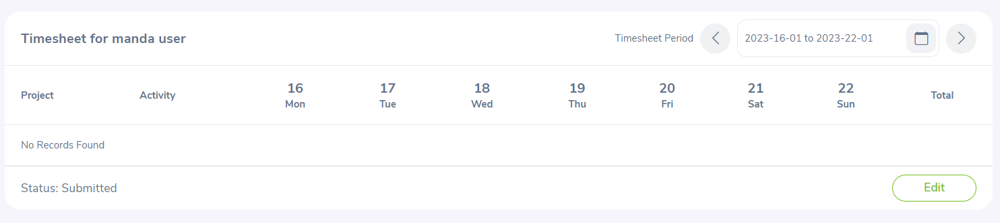 Timesheet for manda user
Timesheet Period
2023-16-01 to 2023-22-01
Project Activity 16 Mon 17 Tue 18 Wed 19 Thu 20 Fri 21 Sat 22 Sun Total
No Records Found
Status: Submitted
Edit